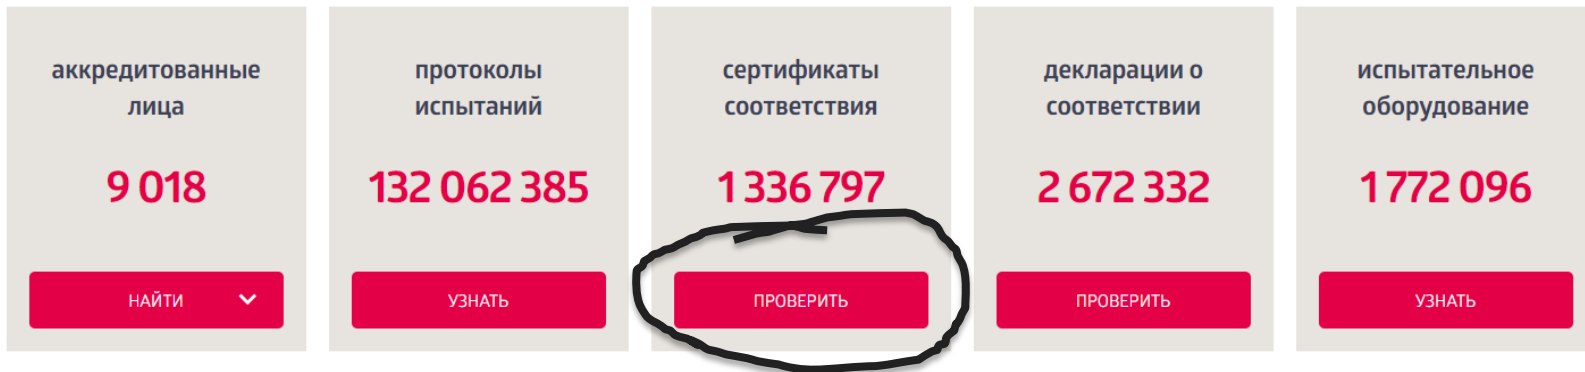 аккредитованные
лица
9 018
НАЙТИ
протоколы
испытаний
132 062 385
УЗНАТЬ
сертификаты
соответствия
1 336 797
ПРОВЕРИТЬ
декларации о
соответствии
2 672 332
ПРОВЕРИТЬ
испытательное
оборудование
1 772 096
УЗНАТЬ